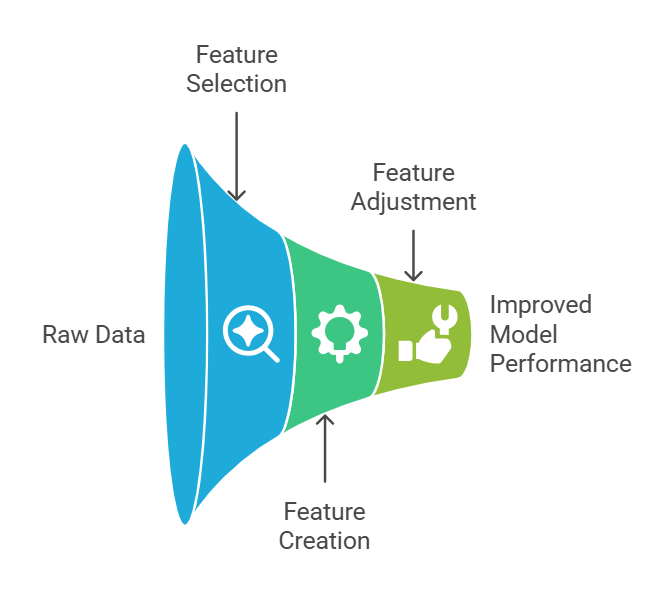 Feature
Selection
Feature
Adjustment
Raw Data
Improved
Model
Performance
Feature
Creation